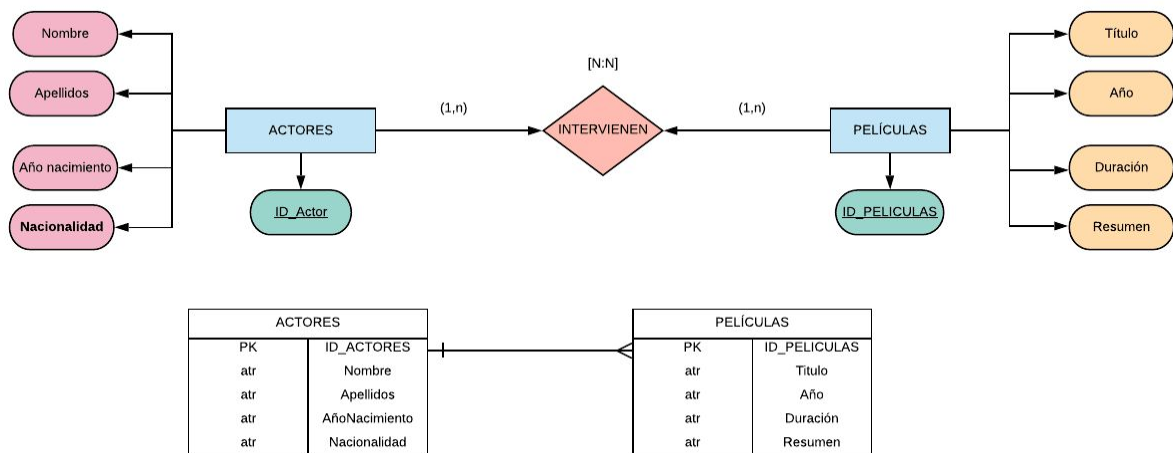 Nombre
Título
[N:N]
Apellidos
Año
(1,n)
(1,n)
ACTORES
INTERVIENEN
PELÍCULAS
Año nacimiento
Duración
ID_Actor
ID_PELICULAS
Nacionalidad
Resumen
ACTORES
PK ID_ACTORES
atr Nombre
atr Apellidos
atr AñoNacimiento
atr Nacionalidad
PELÍCULAS
PK ID_PELICULAS
atr Titulo
atr Año
atr Duración
atr Resumen